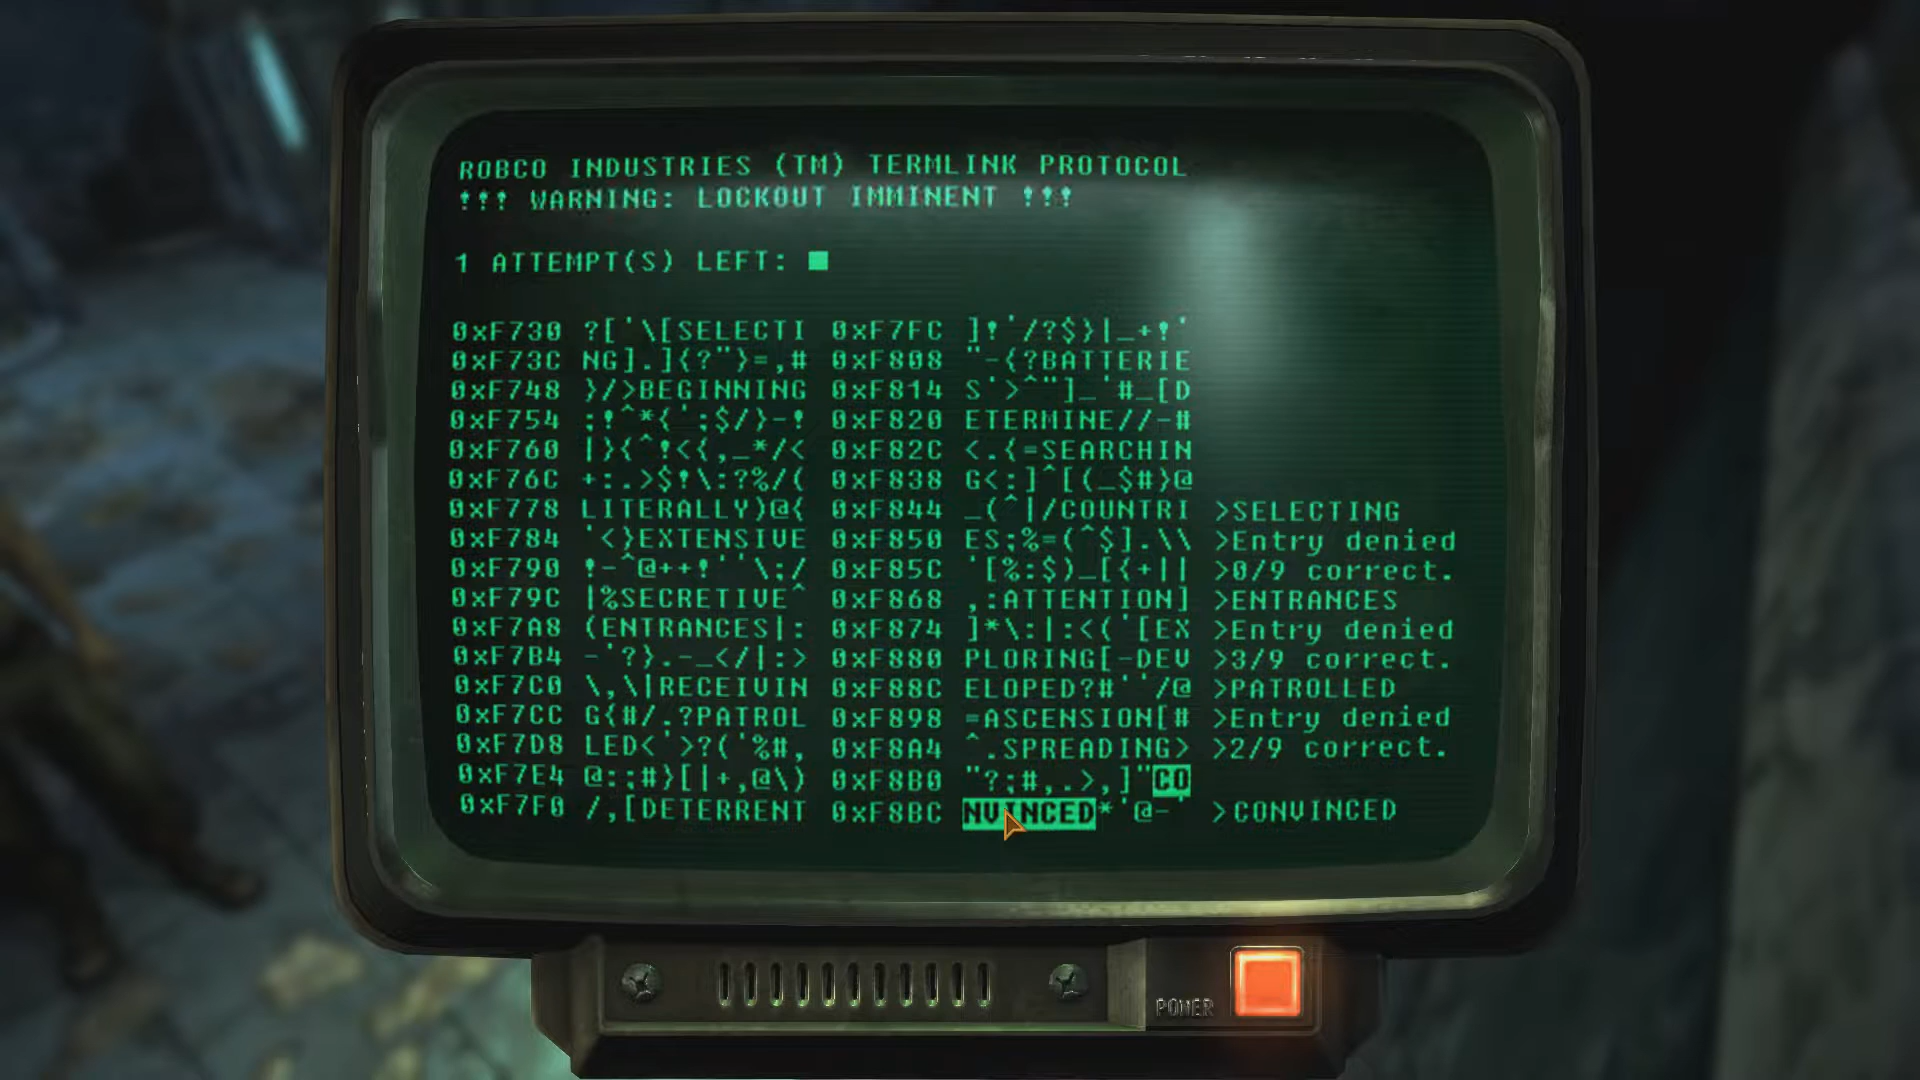 ROBCO INDUSTRIES (TM) TERMLINK PROTOCOL
!!! WARNING: LOCKOUT IMMINENT !!!
1 ATTEMPT(S) LEFT:
0xF730 ?['\[SELECTI 0xF7FC ]!'/?$}|_+!'
0xF73C NG].]{?"}=,# 0xF808 "-{?BATTERIE
0xF748 }/>BEGINNING 0xF814 S'>^"]_'#_[D
0xF754 ;!^*{';$/}-! 0xF820 ETERMINE//-#
0xF760 |}{^!<{,_*/< 0xF82C <.{=SEARCHIN
0xF76C +:.>$!\:?%/( 0xF838 G<:]^[(_$#}@
0xF778 LITERALLY)@{ 0xF844 _(^|/COUNTRI >SELECTING
0xF784 '<}EXTENSIVE 0xF850 ES;%=(^$].\\ >Entry denied
0xF790 !-^@++!''\;/ 0xF85C '[%:$)_[{+|| >0/9 correct.
0xF79C |%SECRETIVE^ 0xF868 ,:ATTENTION] >ENTRANCES
0xF7A8 (ENTRANCES|: 0xF874 ]*\:|:<('[EX >Entry denied
0xF7B4 -'?}.-_</|:> 0xF880 PLORING[-DEV >3/9 correct.
0xF7C0 \,\|RECEIVIN 0xF88C ELOPED?#''/@ >PATROLLED
0xF7CC G{#/.?PATROL 0xF898 =ASCENSION[# >Entry denied
0xF7D8 LED<'>?('%#, 0xF8A4 ^.SPREADING> >2/9 correct.
0xF7E4 @:;#}[|+,@\) 0xF8B0 "?;#,.>,]"CO
0xF7F0 /,[DETERRENT 0xF8BC NVINCED*'@-' >CONVINCED
POWER